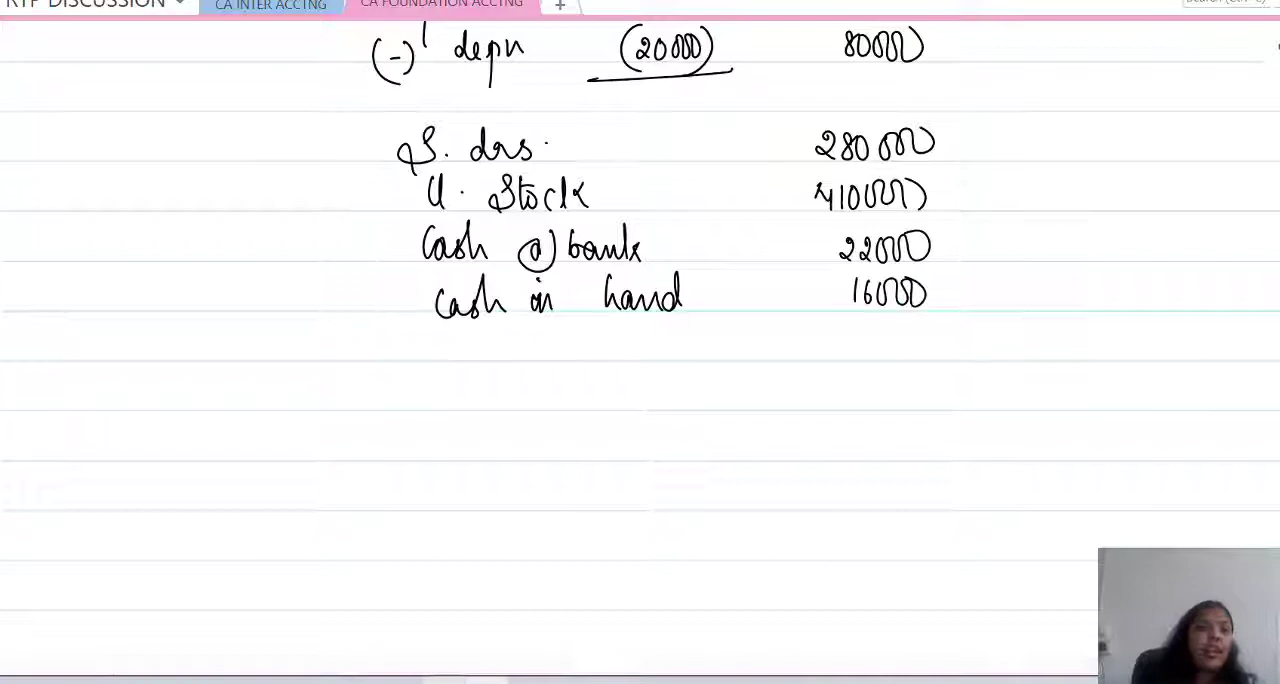 RTP DISCUSSION CA INTER ACCTNG CA FOUNDATION ACCTNG +
(-) depn (20000) 80000
S. drs. 280000
Cl. Stock 410000
Cash @ bank 22000
Cash in hand 16000